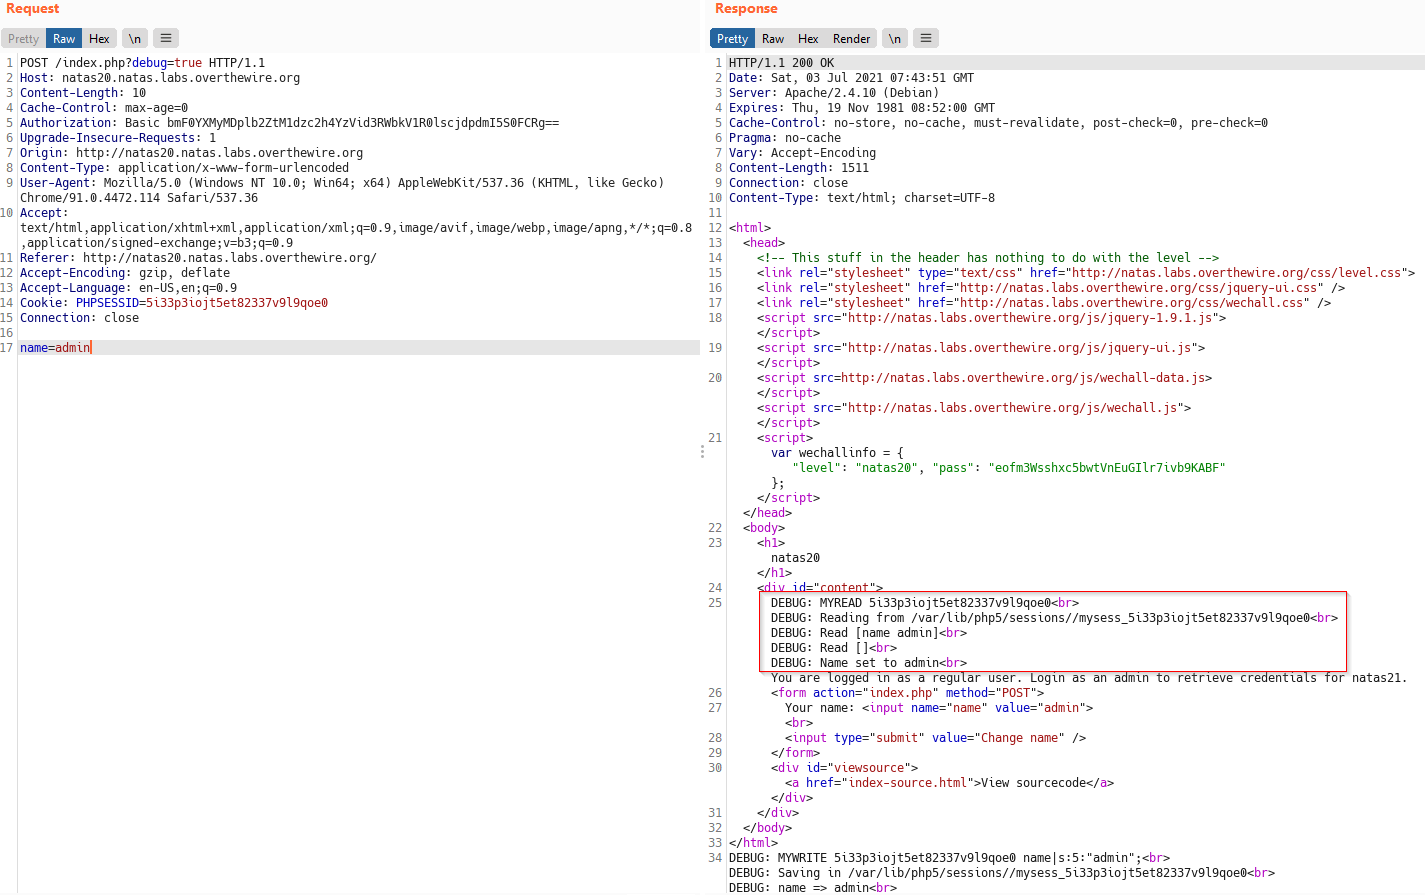 Request
Pretty Raw Hex \n
1 POST /index.php?debug=true HTTP/1.1
2 Host: natas20.natas.labs.overthewire.org
3 Content-Length: 10
4 Cache-Control: max-age=0
5 Authorization: Basic bmF0YXMyMDplb2ZtM1dzc2h4YzVid3RWbkV1R0lscjdpdmI5S0FCRg==
6 Upgrade-Insecure-Requests: 1
7 Origin: http://natas20.natas.labs.overthewire.org
8 Content-Type: application/x-www-form-urlencoded
9 User-Agent: Mozilla/5.0 (Windows NT 10.0; Win64; x64) AppleWebKit/537.36 (KHTML, like Gecko)
Chrome/91.0.4472.114 Safari/537.36
10 Accept:
text/html,application/xhtml+xml,application/xml;q=0.9,image/avif,image/webp,image/apng,*/*;q=0.8
,application/signed-exchange;v=b3;q=0.9
11 Referer: http://natas20.natas.labs.overthewire.org/
12 Accept-Encoding: gzip, deflate
13 Accept-Language: en-US,en;q=0.9
14 Cookie: PHPSESSID=5i33p3iojt5et82337v9l9qoe0
15 Connection: close
16
17 name=admin
Response
Pretty Raw Hex Render \n
1 HTTP/1.1 200 OK
2 Date: Sat, 03 Jul 2021 07:43:51 GMT
3 Server: Apache/2.4.10 (Debian)
4 Expires: Thu, 19 Nov 1981 08:52:00 GMT
5 Cache-Control: no-store, no-cache, must-revalidate, post-check=0, pre-check=0
6 Pragma: no-cache
7 Vary: Accept-Encoding
8 Content-Length: 1511
9 Connection: close
10 Content-Type: text/html; charset=UTF-8
11
12 <html>
13 <head>
14 <!-- This stuff in the header has nothing to do with the level -->
15 <link rel="stylesheet" type="text/css" href="http://natas.labs.overthewire.org/css/level.css">
16 <link rel="stylesheet" href="http://natas.labs.overthewire.org/css/jquery-ui.css" />
17 <link rel="stylesheet" href="http://natas.labs.overthewire.org/css/wechall.css" />
18 <script src="http://natas.labs.overthewire.org/js/jquery-1.9.1.js">
</script>
19 <script src="http://natas.labs.overthewire.org/js/jquery-ui.js">
</script>
20 <script src=http://natas.labs.overthewire.org/js/wechall-data.js>
</script>
<script src="http://natas.labs.overthewire.org/js/wechall.js">
</script>
21 <script>
var wechallinfo = {
"level": "natas20", "pass": "eofm3Wsshxc5bwtVnEuGIlr7ivb9KABF"
};
</script>
</head>
22 <body>
23 <h1>
natas20
</h1>
24 <div id="content">
25 DEBUG: MYREAD 5i33p3iojt5et82337v9l9qoe0<br>
DEBUG: Reading from /var/lib/php5/sessions//mysess_5i33p3iojt5et82337v9l9qoe0<br>
DEBUG: Read [name admin]<br>
DEBUG: Read []<br>
DEBUG: Name set to admin<br>
You are logged in as a regular user. Login as an admin to retrieve credentials for natas21.
26 <form action="index.php" method="POST">
27 Your name: <input name="name" value="admin">
<br>
28 <input type="submit" value="Change name" />
29 </form>
30 <div id="viewsource">
<a href="index-source.html">View sourcecode</a>
</div>
31 </div>
32 </body>
33 </html>
34 DEBUG: MYWRITE 5i33p3iojt5et82337v9l9qoe0 name|s:5:"admin";<br>
DEBUG: Saving in /var/lib/php5/sessions//mysess_5i33p3iojt5et82337v9l9qoe0<br>
DEBUG: name => admin<br>